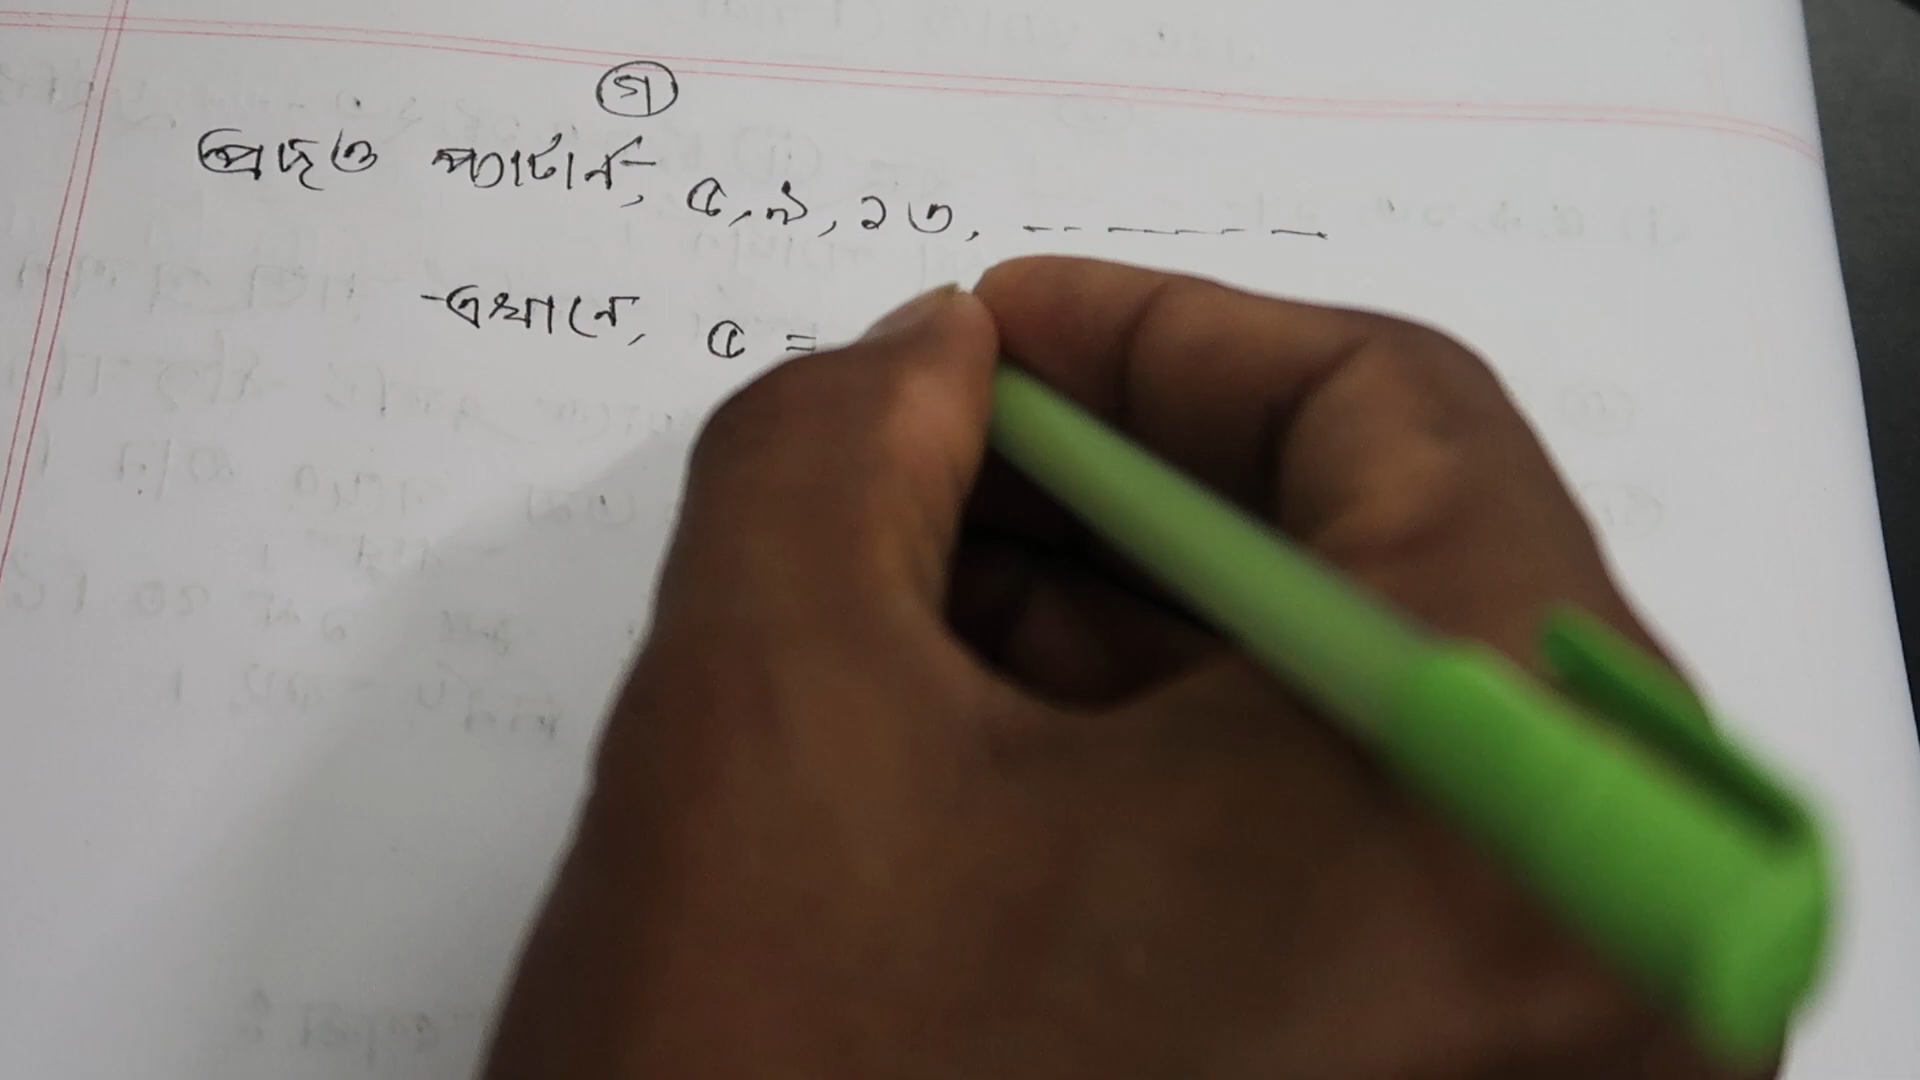 গ
প্রদত্ত প্যাটার্ন, ৫, ৯, ১৩, -----------
এখানে, ৫ =